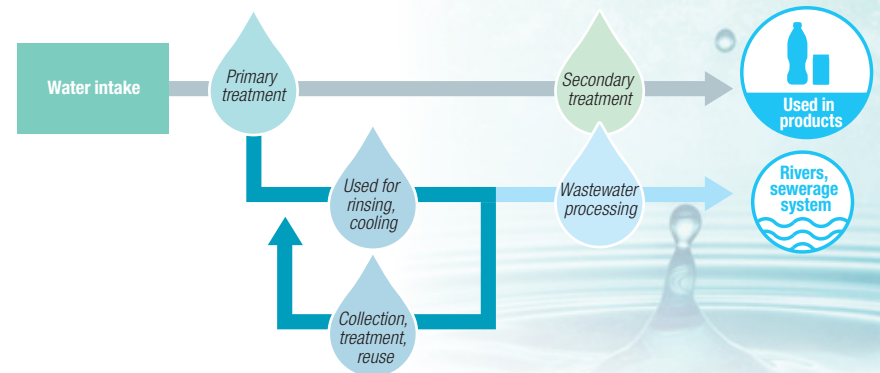 Water intake
Primary
treatment
Secondary
treatment
Used in
products
Used for
rinsing,
cooling
Wastewater
processing
Rivers,
sewerage
system
Collection,
treatment,
reuse